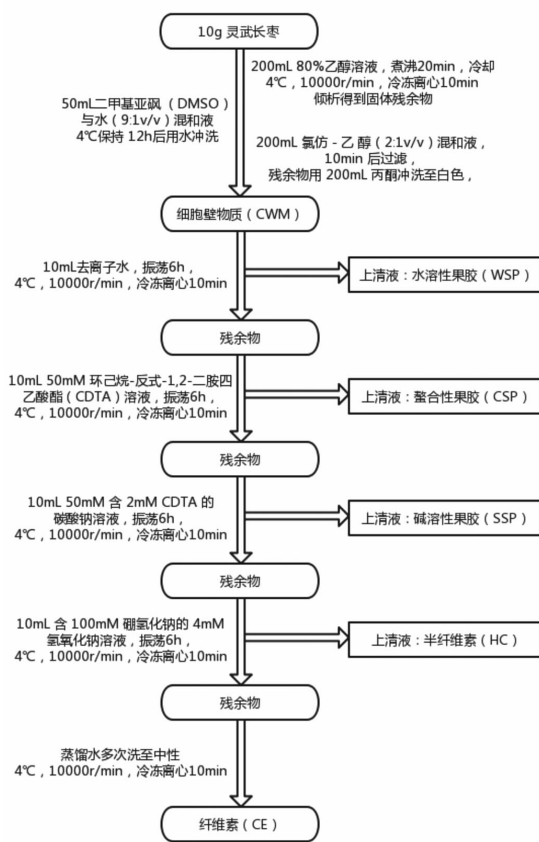 10g 灵武长枣
200mL 80%乙醇溶液，煮沸20min，冷却
4℃，10000r/min，冷冻离心10min
倾析得到固体残余物
50mL二甲基亚砜（DMSO）
与水（9:1v/v）混和液
4℃保持 12h后用水冲洗
200mL 氯仿 - 乙 醇（2:1v/v）混和液，
10min 后过滤，
残余物用 200mL 丙酮冲洗至白色，
细胞壁物质（CWM）
10mL去离子水，振荡6h，
4℃，10000r/min，冷冻离心10min
上清液：水溶性果胶（WSP）
残余物
10mL 50mM 环己烷-反式-1,2-二胺四
乙酸酯（CDTA）溶液，振荡6h，
4℃，10000r/min，冷冻离心10min
上清液：螯合性果胶（CSP）
残余物
10mL 50mM 含 2mM CDTA 的
碳酸钠溶液，振荡6h，
4℃，10000r/min，冷冻离心10min
上清液：碱溶性果胶（SSP）
残余物
10mL 含 100mM 硼氢化钠的 4mM
氢氧化钠溶液，振荡6h，
4℃，10000r/min，冷冻离心10min
上清液：半纤维素（HC）
残余物
蒸馏水多次洗至中性
4℃，10000r/min，冷冻离心10min
纤维素（CE）